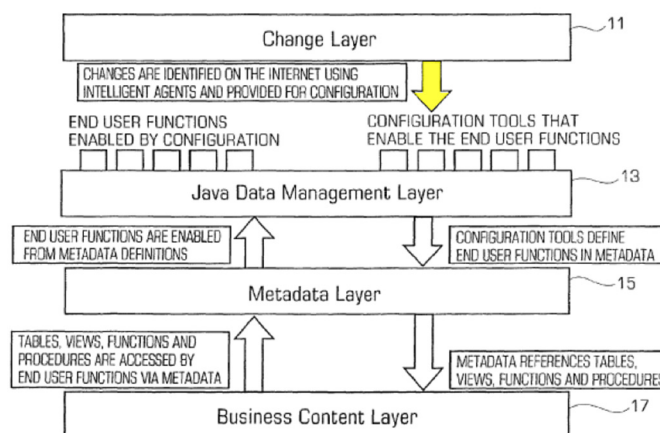 Change Layer
11
CHANGES ARE IDENTIFIED ON THE INTERNET USING
INTELLIGENT AGENTS AND PROVIDED FOR CONFIGURATION
END USER FUNCTIONS
ENABLED BY CONFIGURATION
CONFIGURATION TOOLS THAT
ENABLE THE END USER FUNCTIONS
Java Data Management Layer
13
END USER FUNCTIONS ARE ENABLED
FROM METADATA DEFINITIONS
CONFIGURATION TOOLS DEFINE
END USER FUNCTIONS IN METADATA
Metadata Layer
15
TABLES, VIEWS, FUNCTIONS AND
PROCEDURES ARE ACCESSED BY
END USER FUNCTIONS VIA METADATA
METADATA REFERENCES TABLES,
VIEWS, FUNCTIONS AND PROCEDURES
Business Content Layer
17